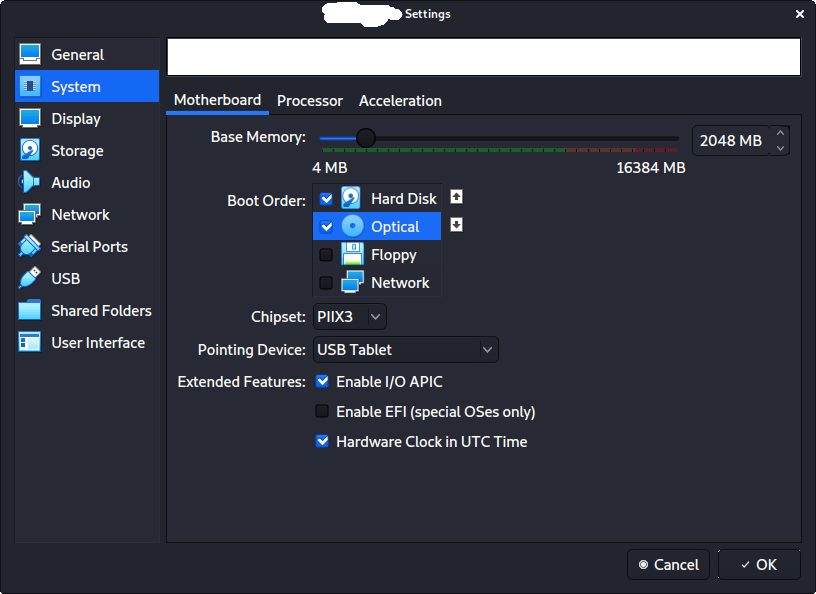 Settings
General
System
Display
Storage
Audio
Network
Serial Ports
USB
Shared Folders
User Interface
Motherboard Processor Acceleration
Base Memory: 2048 MB
4 MB 16384 MB
Boot Order: Hard Disk
Optical
Floppy
Network
Chipset: PIIX3
Pointing Device: USB Tablet
Extended Features: Enable I/O APIC
Enable EFI (special OSes only)
Hardware Clock in UTC Time
Cancel OK